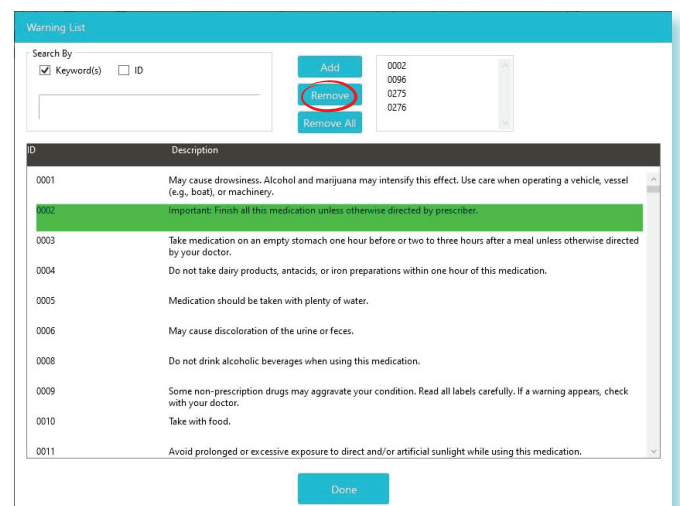 Warning List
Search By
Keyword(s) ID
Add
Remove
Remove All
0002
0096
0275
0276
ID Description
0001 May cause drowsiness. Alcohol and marijuana may intensify this effect. Use care when operating a vehicle, vessel
(e.g., boat), or machinery.
0002 Important: Finish all this medication unless otherwise directed by prescriber.
0003 Take medication on an empty stomach one hour before or two to three hours after a meal unless otherwise directed
by your doctor.
0004 Do not take dairy products, antacids, or iron preparations within one hour of this medication.
0005 Medication should be taken with plenty of water.
0006 May cause discoloration of the urine or feces.
0008 Do not drink alcoholic beverages when using this medication.
0009 Some non-prescription drugs may aggravate your condition. Read all labels carefully. If a warning appears, check
with your doctor.
0010 Take with food.
0011 Avoid prolonged or excessive exposure to direct and/or artificial sunlight while using this medication.
Done